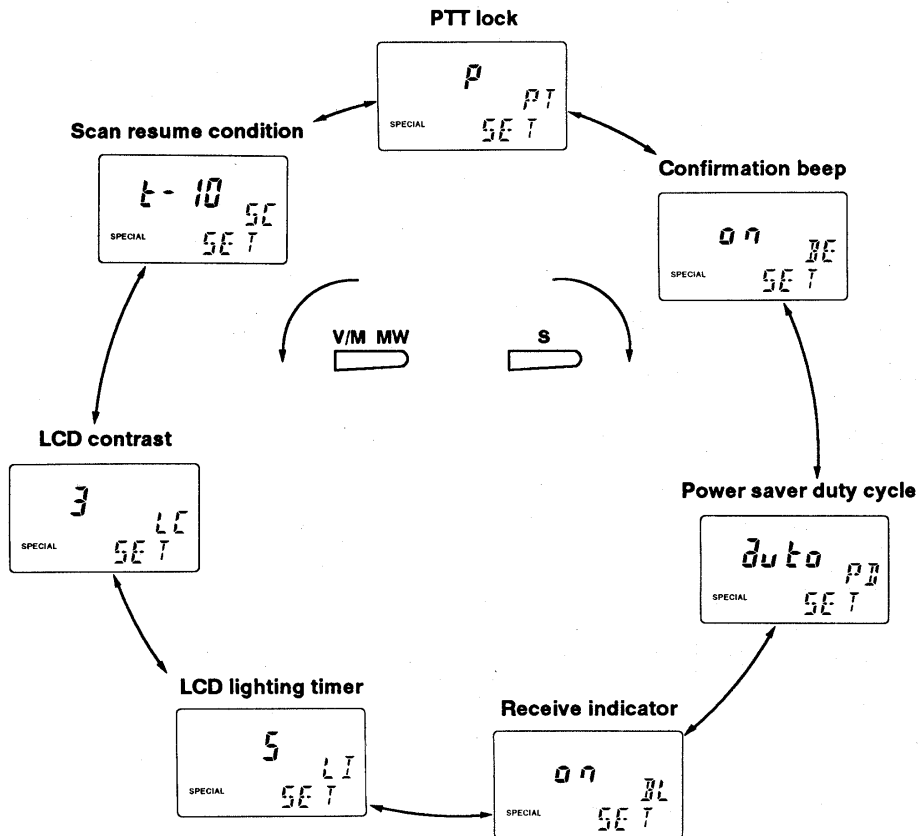 PTT lock
P
PT
SPECIAL SET
Scan resume condition
t-10
SC
SPECIAL SET
Confirmation beep
on
BE
SPECIAL SET
V/M MW
S
LCD contrast
3
LC
SPECIAL SET
Power saver duty cycle
auto
PD
SPECIAL SET
LCD lighting timer
5
LI
SPECIAL SET
Receive indicator
on
BL
SPECIAL SET